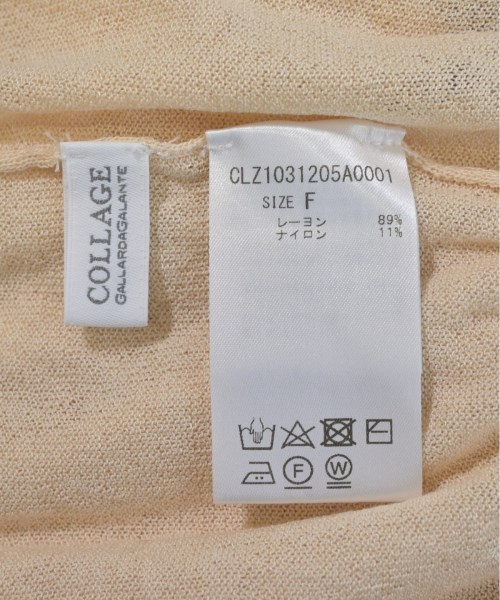 COLLAGE
GALLARDAGALANTE
CLZ1031205A0001
SIZE F
レーヨン 89%
ナイロン 11%
F W